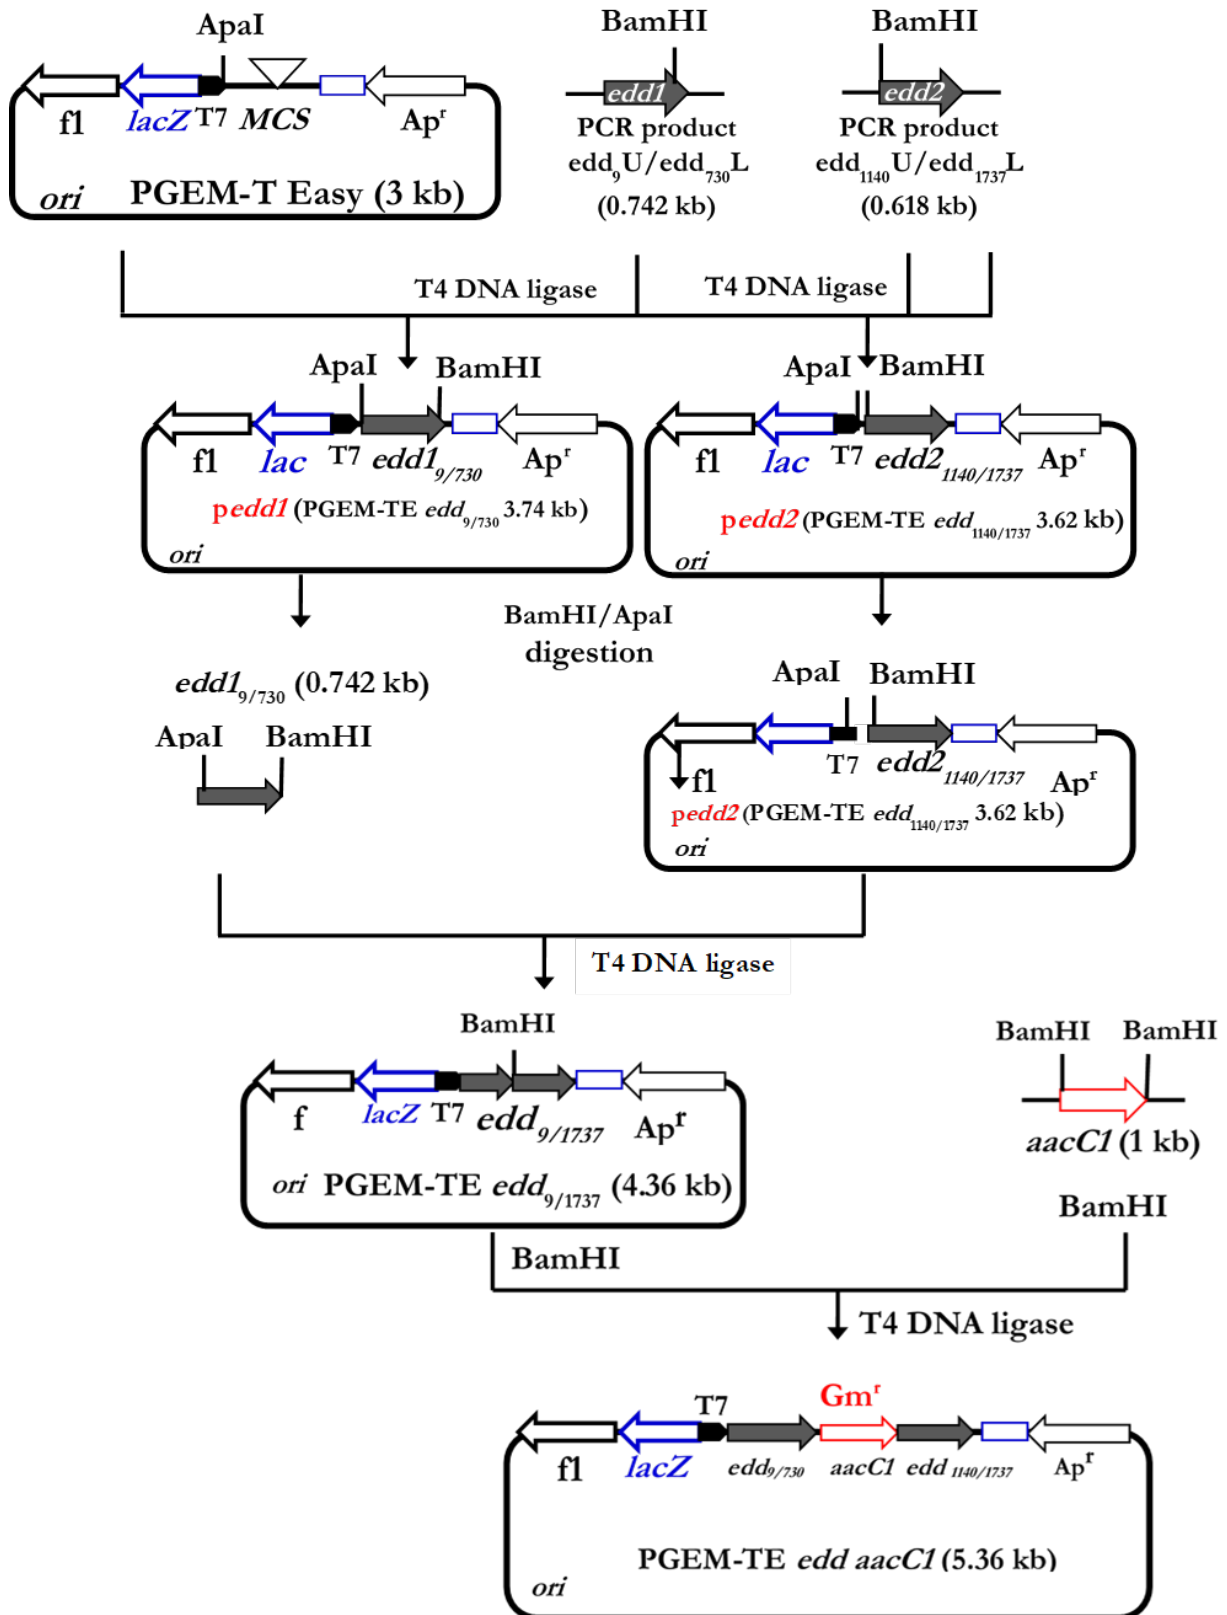 ApaI
BamHI
BamHI
f1 lacZ T7 MCS Apʳ
edd1
edd2
PCR product
edd₉U/edd₇₃₀L
(0.742 kb)
PCR product
edd₁₁₄₀U/edd₁₇₃₇L
(0.618 kb)
ori PGEM-T Easy (3 kb)
T4 DNA ligase
T4 DNA ligase
ApaI BamHI
ApaI BamHI
f1 lac T7 edd1₉/₇₃₀ Apʳ
f1 lac T7 edd2₁₁₄₀/₁₇₃₇ Apʳ
pedd1 (PGEM-TE edd₉/₇₃₀ 3.74 kb)
ori
pedd2 (PGEM-TE edd₁₁₄₀/₁₇₃₇ 3.62 kb)
ori
BamHI/ApaI
digestion
edd1₉/₇₃₀ (0.742 kb)
ApaI BamHI
ApaI BamHI
f1 T7 edd2₁₁₄₀/₁₇₃₇ Apʳ
pedd2 (PGEM-TE edd₁₁₄₀/₁₇₃₇ 3.62 kb)
ori
T4 DNA ligase
BamHI
BamHI BamHI
f lacZ T7 edd₉/₁₇₃₇ Apʳ
aacC1 (1 kb)
ori PGEM-TE edd₉/₁₇₃₇ (4.36 kb)
BamHI
BamHI
T4 DNA ligase
T7 Gmʳ
f1 lacZ edd₉/₇₃₀ aacC1 edd ₁₁₄₀/₁₇₃₇ Apʳ
PGEM-TE edd aacC1 (5.36 kb)
ori